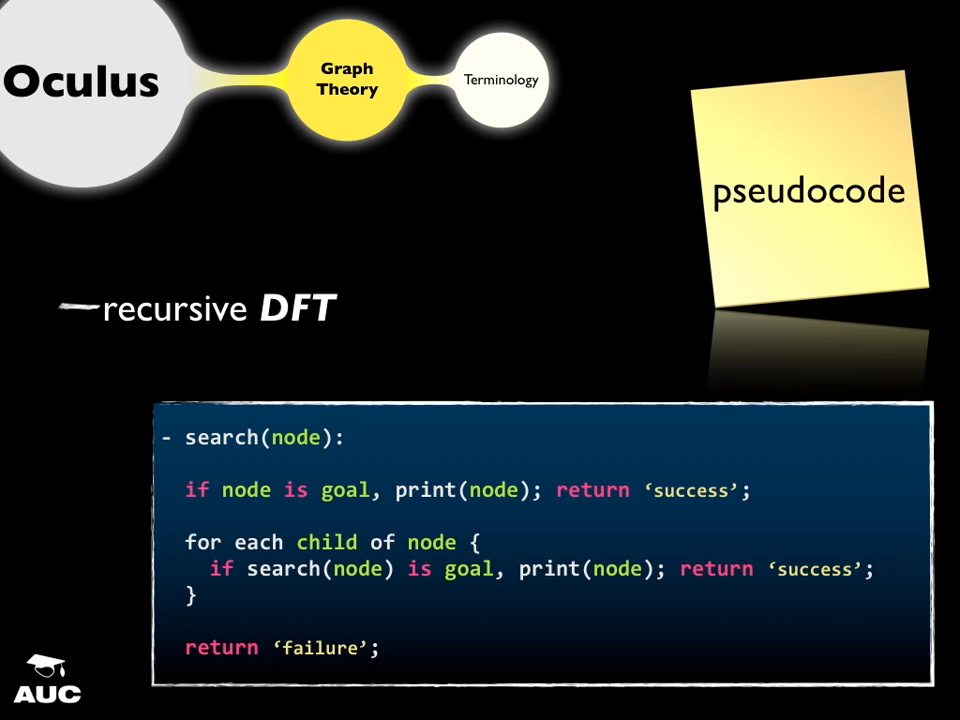 Oculus
Graph
Theory
Terminology
pseudocode
recursive DFT
- search(node):
if node is goal, print(node); return ‘success’;
for each child of node {
if search(node) is goal, print(node); return ‘success’;
}
return ‘failure’;
AUC